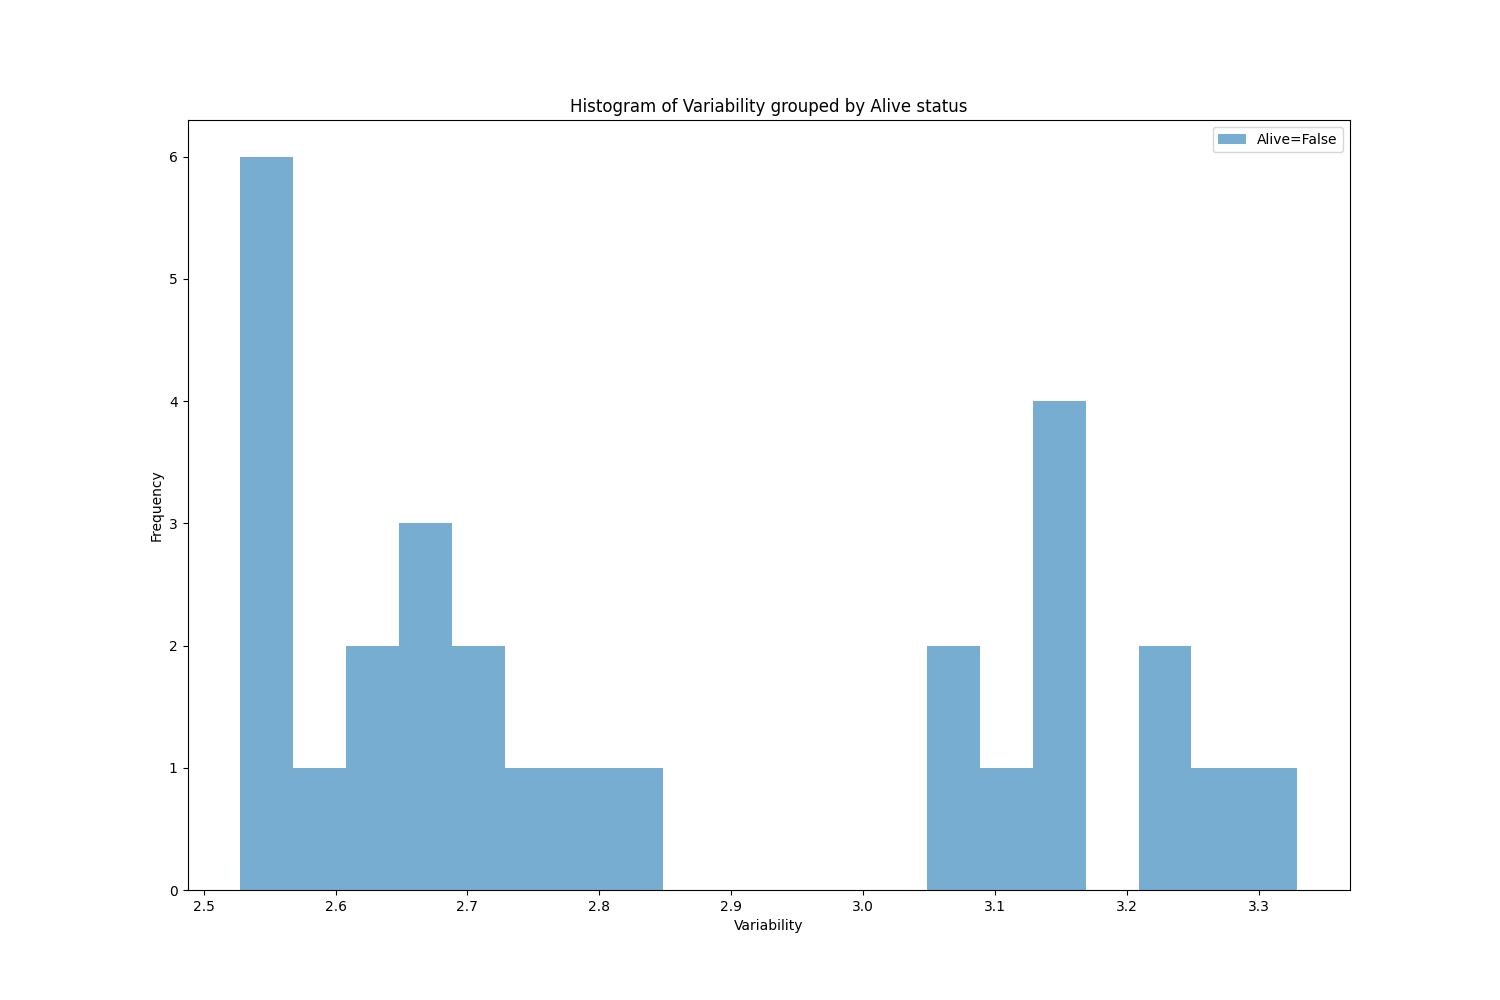 Histogram of Variability grouped by Alive status
Alive=False
6
5
4
3
2
1
0
Frequency
2.5 2.6 2.7 2.8 2.9 3.0 3.1 3.2 3.3
Variability